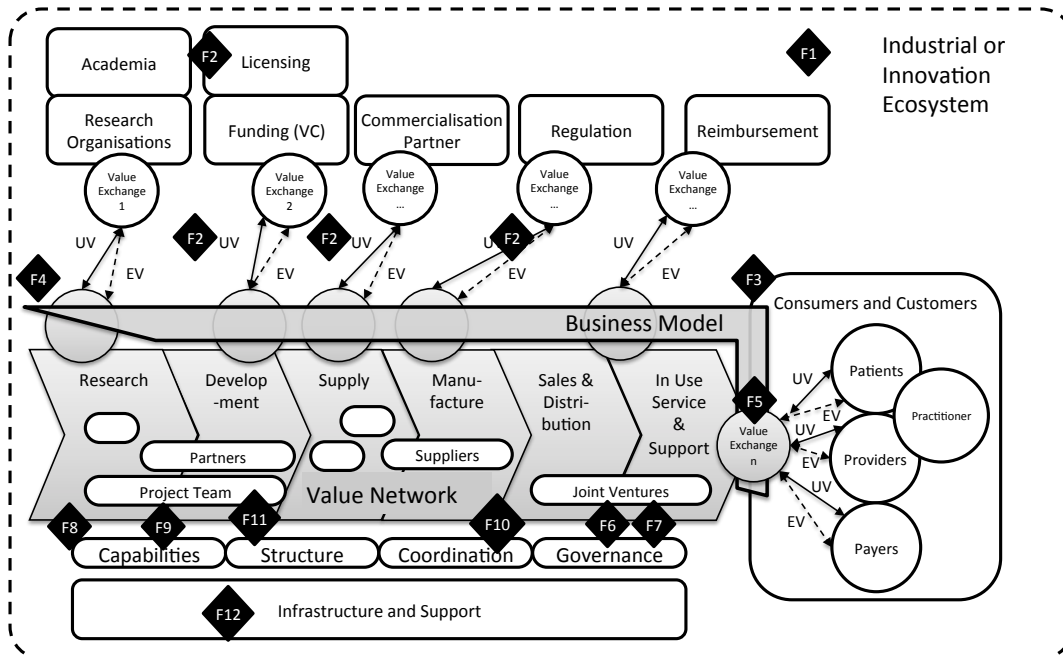 Industrial or
Innovation
Ecosystem
F1
Academia
F2
Licensing
Research
Organisations
Funding (VC)
Commercialisation
Partner
Regulation
Reimbursement
Value
Exchange
1
Value
Exchange
2
Value
Exchange
...
Value
Exchange
...
Value
Exchange
...
UV
EV
F2
UV
EV
F2
UV
EV
F2
EV
UV
EV
F4
F3
Business Model
Consumers and Customers
Research
Develop
-ment
Supply
Manu-
facture
Sales &
Distri-
bution
In Use
Service
&
Support
F5
Value
Exchange
n
UV
EV
UV
EV
UV
EV
Patients
Practitioner
Providers
Payers
Partners
Suppliers
Project Team
Value Network
Joint Ventures
F8
F9
F11
F10
F6
F7
Capabilities
Structure
Coordination
Governance
F12
Infrastructure and Support